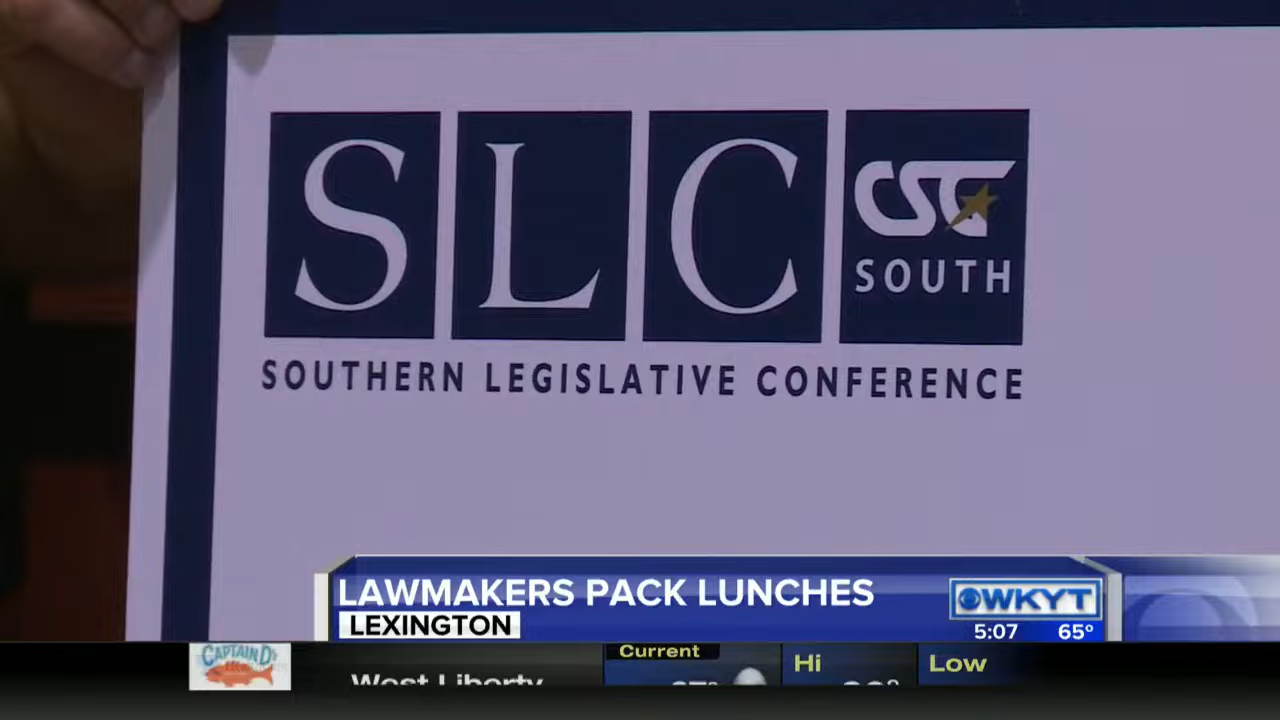 S L C CSG
SOUTH
SOUTHERN LEGISLATIVE CONFERENCE
LAWMAKERS PACK LUNCHES
LEXINGTON
WKYT
5:07 65°
CAPTAIN D's
West Liberty
Current
Hi
Low